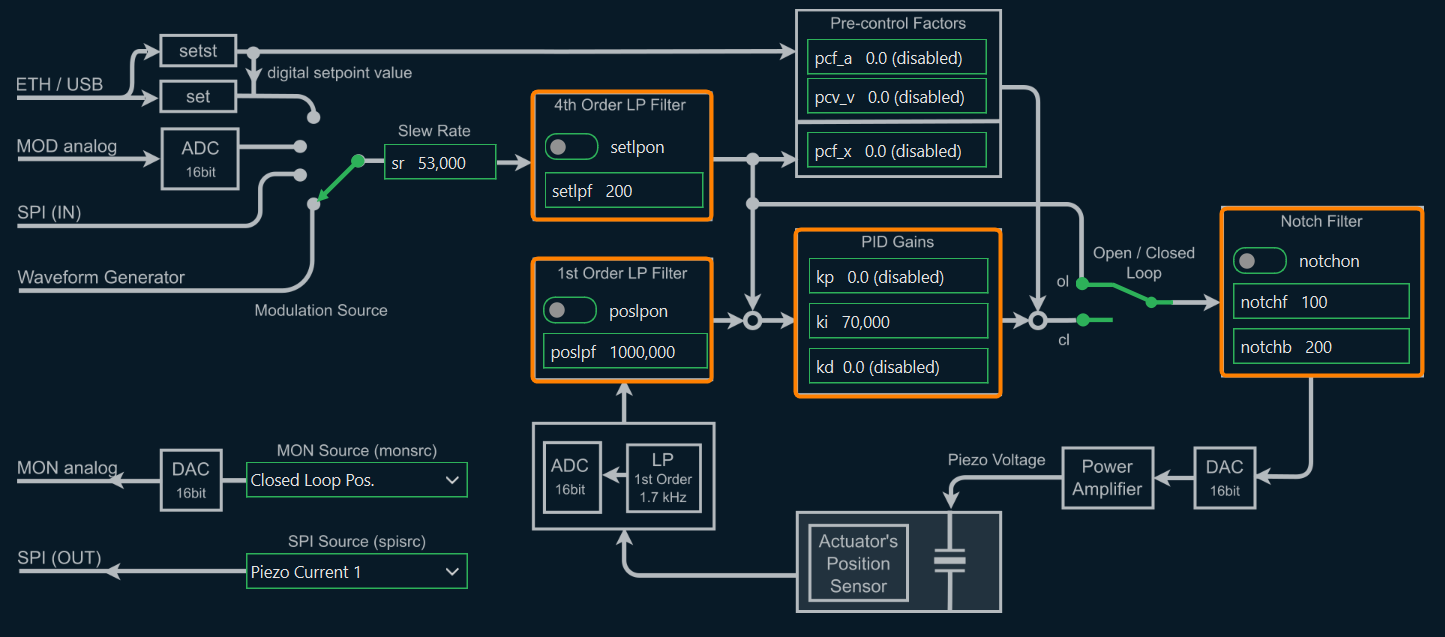 ETH / USB
setst
set
digital setpoint value
MOD analog
ADC
16bit
SPI (IN)
Waveform Generator
Modulation Source
Slew Rate
sr 53,000
4th Order LP Filter
setlpon
setlpf 200
1st Order LP Filter
poslpon
poslpf 1000,000
Pre-control Factors
pcf_a 0.0 (disabled)
pcv_v 0.0 (disabled)
pcf_x 0.0 (disabled)
PID Gains
kp 0.0 (disabled)
ki 70,000
kd 0.0 (disabled)
ol
cl
Open / Closed
Loop
Notch Filter
notchon
notchf 100
notchb 200
MON analog
DAC
16bit
MON Source (monsrc)
Closed Loop Pos.
SPI (OUT)
SPI Source (spisrc)
Piezo Current 1
ADC
16bit
LP
1st Order
1.7 kHz
Actuator's
Position
Sensor
Piezo Voltage
Power
Amplifier
DAC
16bit